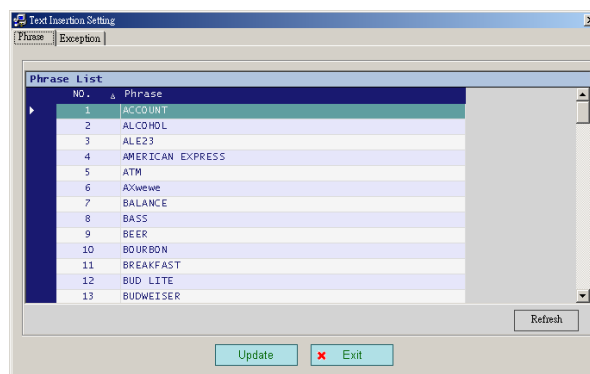 Text Insertion Setting
Phrase Exception
Phrase List
NO. Phrase
1 ACCOUNT
2 ALCOHOL
3 ALE23
4 AMERICAN EXPRESS
5 ATM
6 AXwewe
7 BALANCE
8 BASS
9 BEER
10 BOURBON
11 BREAKFAST
12 BUD LITE
13 BUDWEISER
Refresh
Update Exit